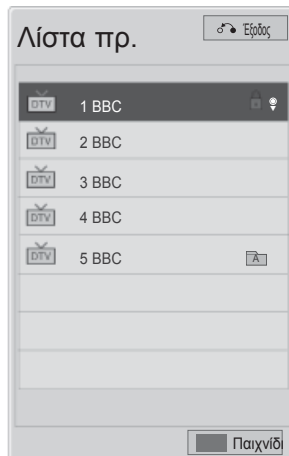 Λίστα πρ.
Έξοδος
DTV 1 BBC
DTV 2 BBC
DTV 3 BBC
DTV 4 BBC
DTV 5 BBC A
Παιχνίδι